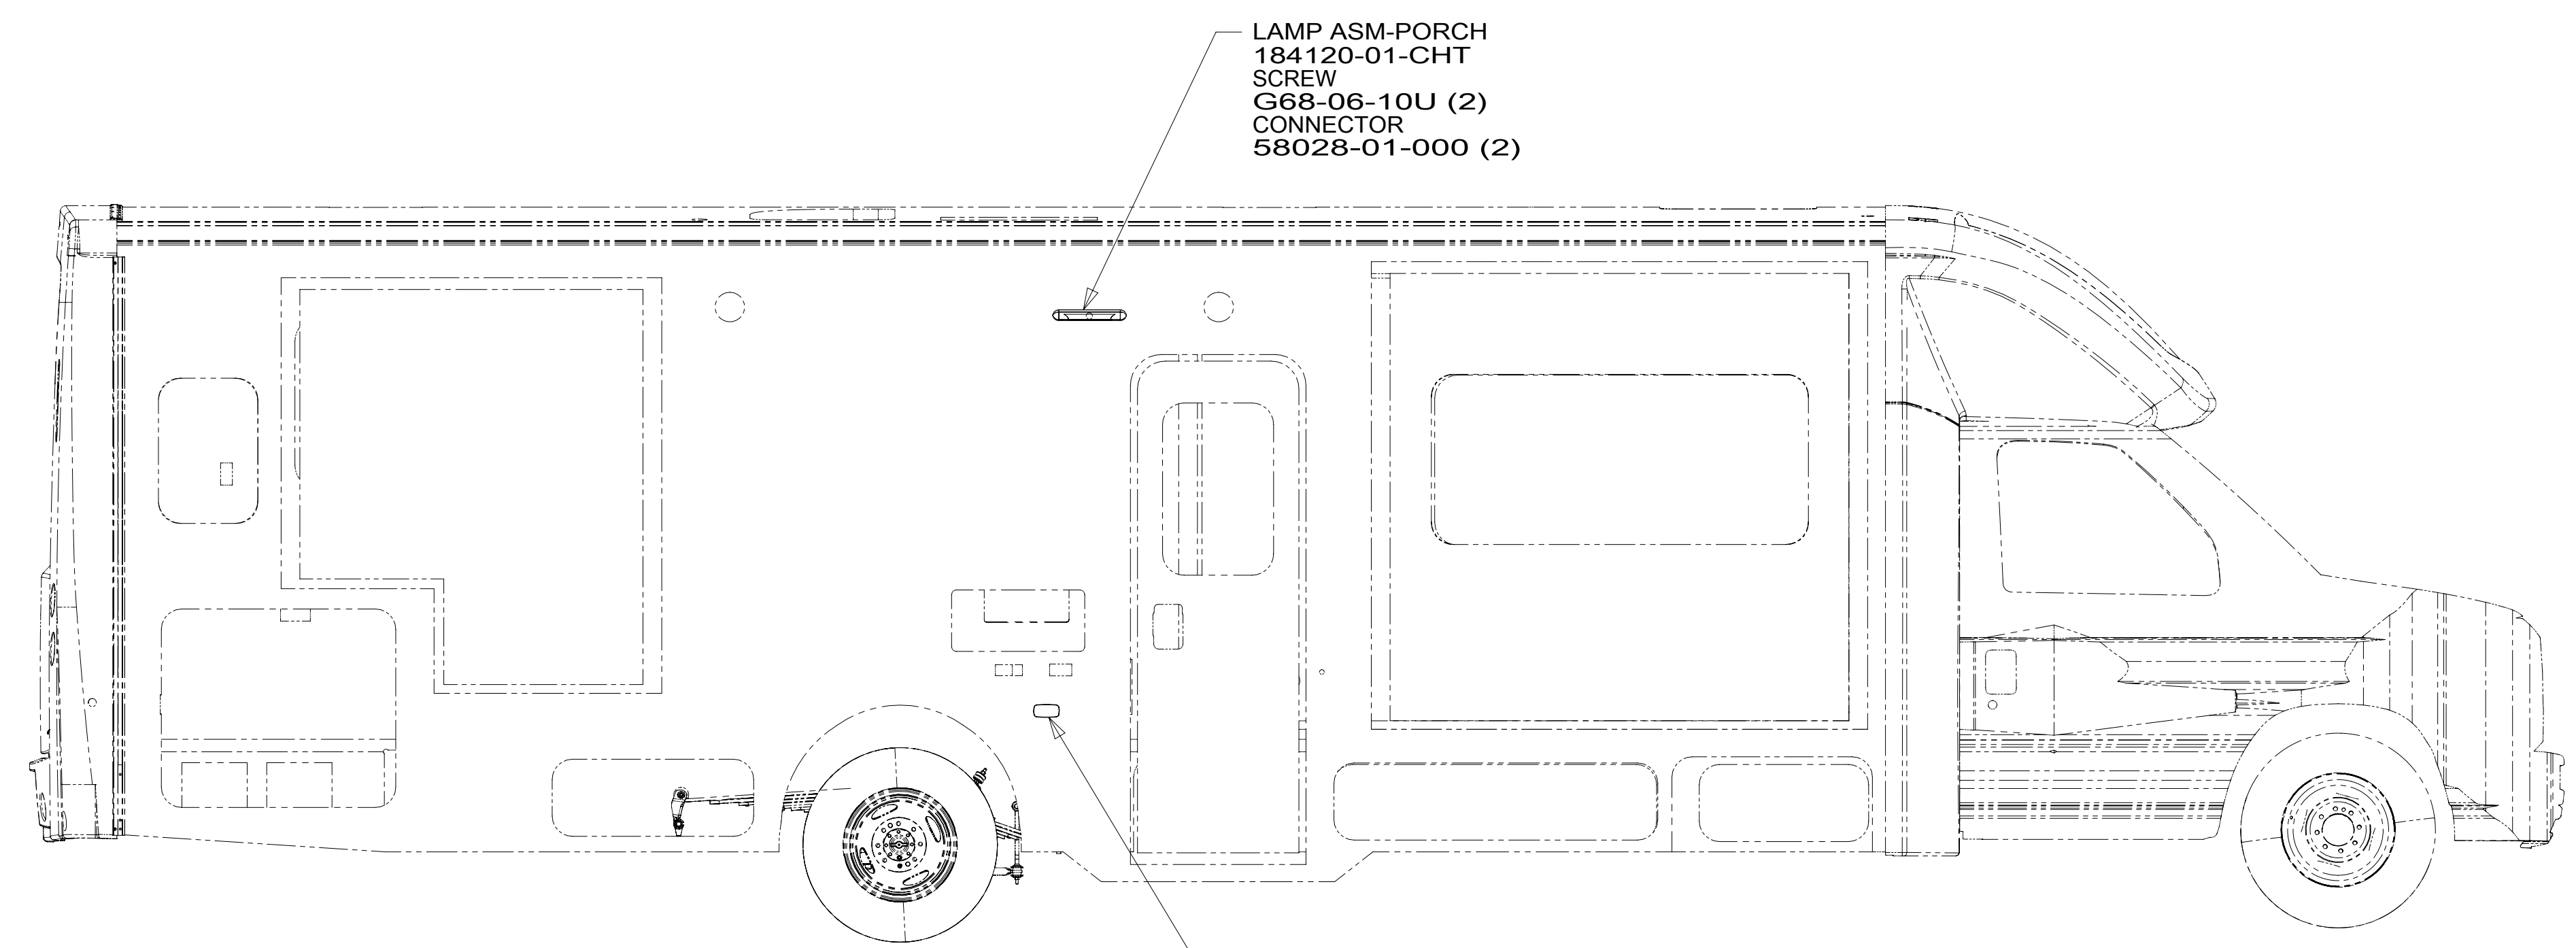 LAMP ASM-PORCH
184120-01-CHT
SCREW
G68-06-10U (2)
CONNECTOR
58028-01-000 (2)